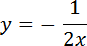 y = − 1/(2x)